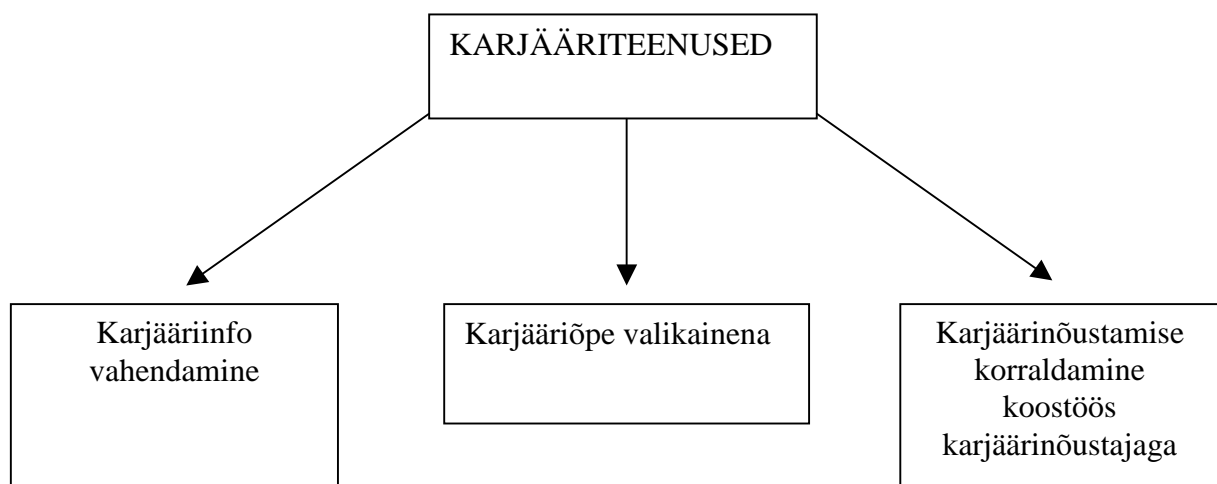 KARJÄÄRITEENUSED
Karjääriinfo
vahendamine
Karjääriõpe valikainena
Karjäärinõustamise
korraldamine
koostöös
karjäärinõustajaga